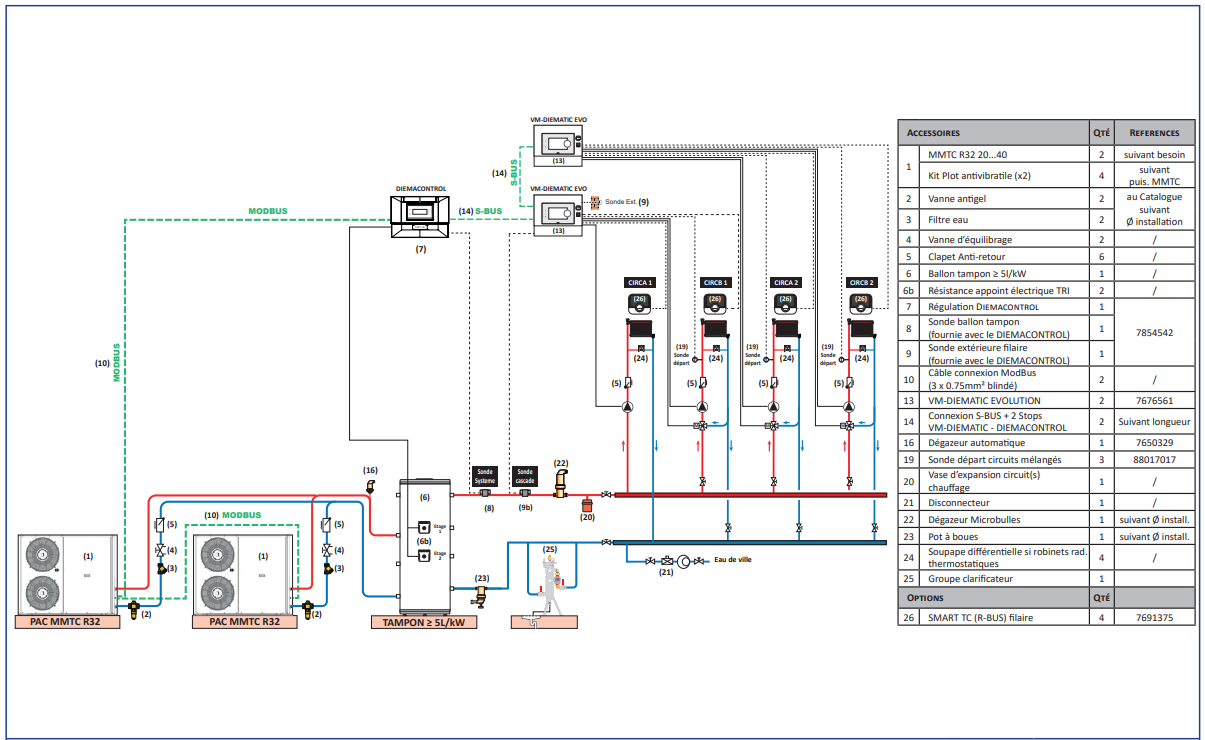 VM-DIEMATIC EVO
(13)
(14)
S-BUS
DIEMACONTROL
VM-DIEMATIC EVO
MODBUS
(14) S-BUS
Sonde Ext. (9)
(13)
(7)
CIRCA 1
CIRCB 1
CIRCA 2
CIRCB 2
(26)
(26)
(26)
(26)
(10)
MODBUS
(24)
(19)
Sonde
départ
(24)
(19)
Sonde
départ
(24)
(19)
Sonde
départ
(24)
(5)
(5)
(5)
(5)
M
M
M
(16)
(6)
Sonde
Systeme
Sonde
cascade
(22)
(8)
(9b)
(20)
(10) MODBUS
(5)
(5)
Etage
1
(6b)
Etage
2
(1)
(4)
(3)
(1)
(4)
(3)
(25)
(23)
(21)
Eau de ville
(2)
(2)
PAC MMTC R32
PAC MMTC R32
TAMPON ≥ 5L/kW
ACCESSOIRES QTÉ REFERENCES
1 MMTC R32 20...40 2 suivant besoin
Kit Plot antivibratile (x2) 4 suivant
puis. MMTC
2 Vanne antigel 2 au Catalogue
suivant
Ø installation
3 Filtre eau 2
4 Vanne d'équilibrage 2 /
5 Clapet Anti-retour 6 /
6 Ballon tampon ≥ 5l/kW 1 /
6b Résistance appoint électrique TRI 2 /
7 Régulation DIEMACONTROL 1
8 Sonde ballon tampon
(fournie avec le DIEMACONTROL) 1 7854542
9 Sonde extérieure filaire
(fournie avec le DIEMACONTROL) 1
10 Câble connexion ModBus
(3 x 0.75mm² blindé) 2 /
13 VM-DIEMATIC EVOLUTION 2 7676561
14 Connexion S-BUS + 2 Stops
VM-DIEMATIC - DIEMACONTROL 2 Suivant longueur
16 Dégazeur automatique 1 7650329
19 Sonde départ circuits mélangés 3 88017017
20 Vase d'expansion circuit(s)
chauffage 1 /
21 Disconnecteur 1 /
22 Dégazeur Microbulles 1 suivant Ø install.
23 Pot à boues 1 suivant Ø install.
24 Soupape différentielle si robinets rad.
thermostatiques 4 /
25 Groupe clarificateur 1
OPTIONS QTÉ
26 SMART TC (R-BUS) filaire 4 7691375